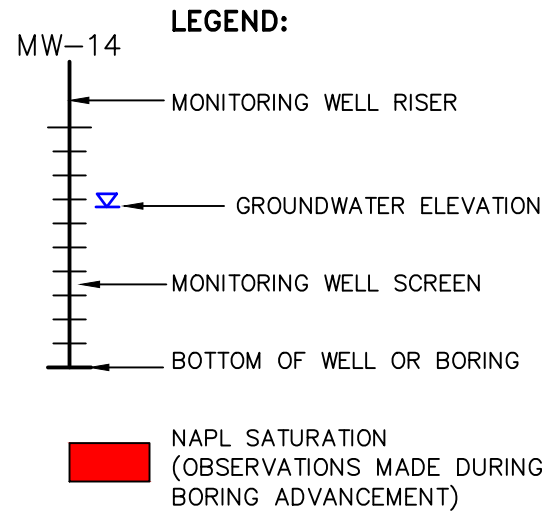 LEGEND:
MW-14
MONITORING WELL RISER
GROUNDWATER ELEVATION
MONITORING WELL SCREEN
BOTTOM OF WELL OR BORING
NAPL SATURATION
(OBSERVATIONS MADE DURING
BORING ADVANCEMENT)